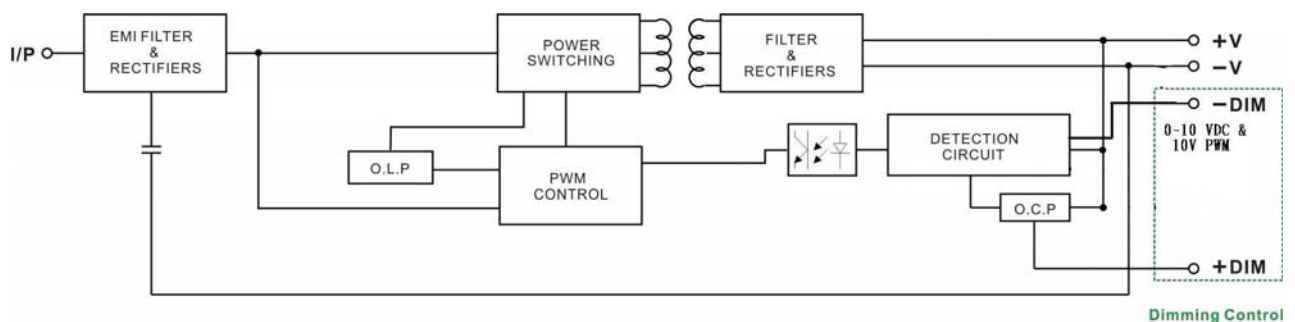 I/P
EMI FILTER
&
RECTIFIERS
POWER
SWITCHING
FILTER
&
RECTIFIERS
+V
-V
-DIM
0~10 VDC &
10V PWM
O.L.P
PWM
CONTROL
DETECTION
CIRCUIT
O.C.P
+DIM
Dimming Control